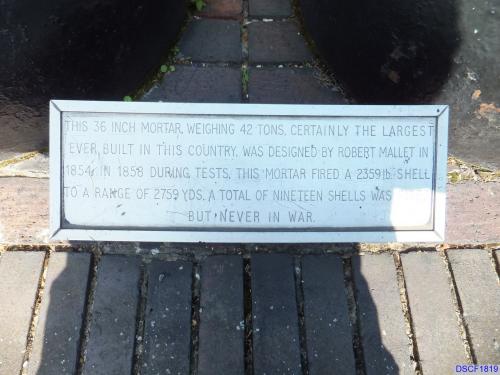 THIS 36 INCH MORTAR, WEIGHING 42 TONS, CERTAINLY THE LARGEST
EVER BUILT IN THIS COUNTRY, WAS DESIGNED BY ROBERT MALLET IN
1854. IN 1858 DURING TESTS, THIS MORTAR FIRED A 2359lb. SHELL
TO A RANGE OF 2759 YDS. A TOTAL OF NINETEEN SHELLS WAS
BUT NEVER IN WAR.
DSCF1819